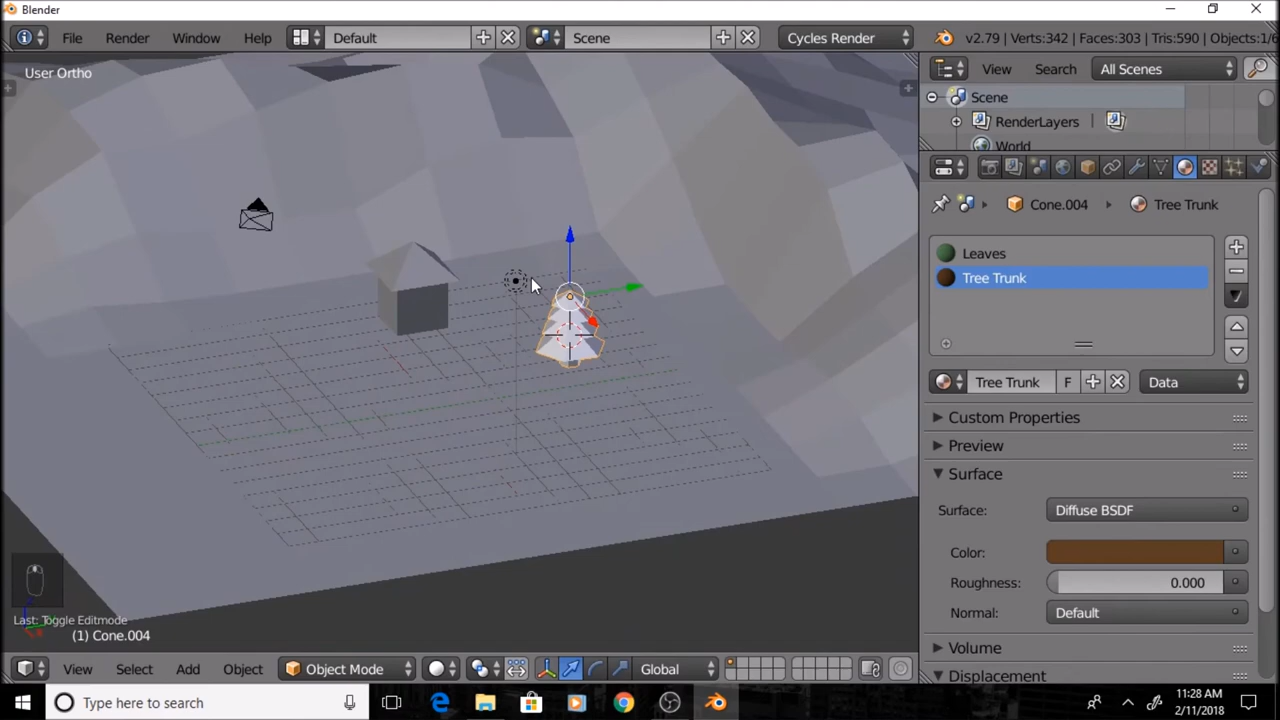 Blender
File Render Window Help Default Scene Cycles Render v2.79 | Verts:342 | Faces:303 | Tris:590 | Objects:1/6
User Ortho
View Search All Scenes
Scene
RenderLayers
World
Cone.004 Tree Trunk
Leaves
Tree Trunk
Tree Trunk F Data
Custom Properties
Preview
Surface
Surface: Diffuse BSDF
Color:
Roughness: 0.000
Normal: Default
Volume
Displacement
Last: Toggle Editmode
(1) Cone.004
View Select Add Object Object Mode Global
Type here to search
11:28 AM
2/11/2018